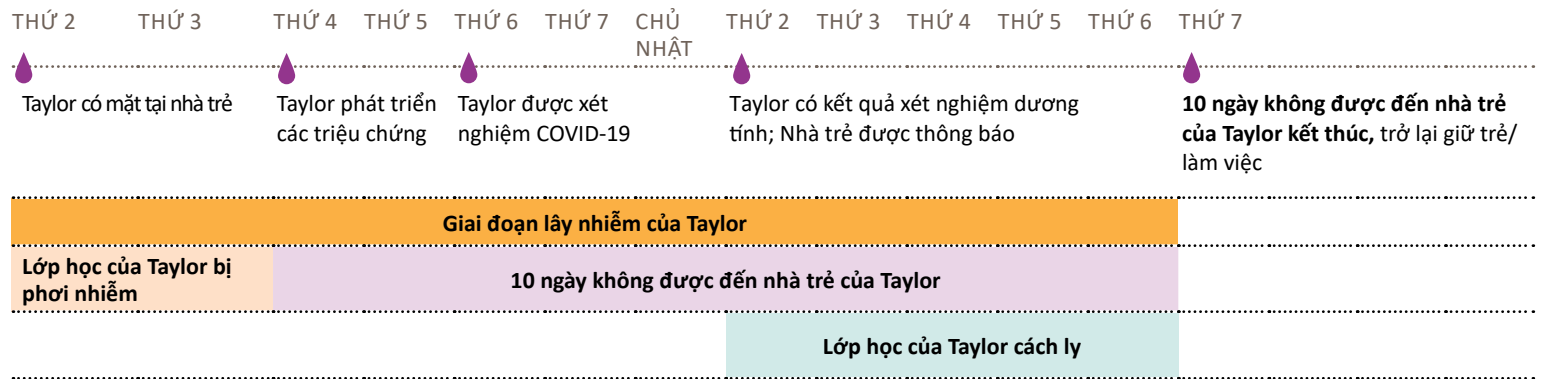 THỨ 2 THỨ 3 THỨ 4 THỨ 5 THỨ 6 THỨ 7 CHỦ NHẬT THỨ 2 THỨ 3 THỨ 4 THỨ 5 THỨ 6 THỨ 7
Taylor có mặt tại nhà trẻ
Taylor phát triển
các triệu chứng
Taylor được xét
nghiệm COVID-19
Taylor có kết quả xét nghiệm dương
tính; Nhà trẻ được thông báo
10 ngày không được đến nhà trẻ
của Taylor kết thúc, trở lại giữ trẻ/
làm việc
Giai đoạn lây nhiễm của Taylor
Lớp học của Taylor bị
phơi nhiễm
10 ngày không được đến nhà trẻ của Taylor
Lớp học của Taylor cách ly